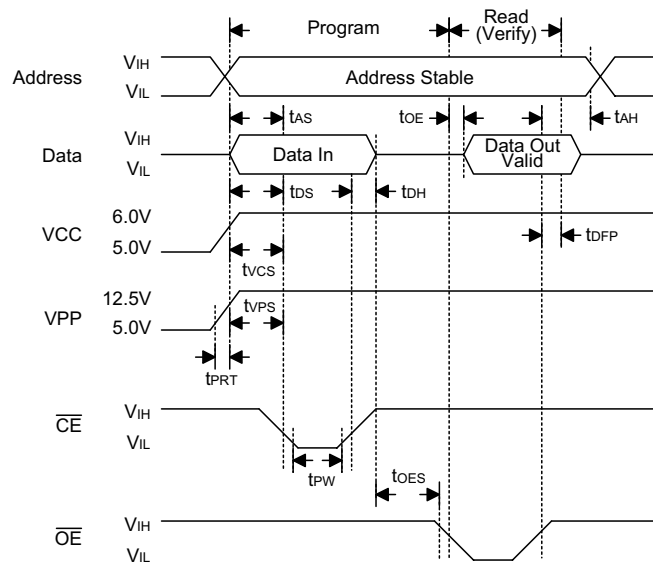 Program
Read
(Verify)
Address
VIH
VIL
Address Stable
tAS
tOE
tAH
Data
VIH
VIL
Data In
Data Out
Valid
tDS
tDH
VCC
6.0V
5.0V
tDFP
tVCS
VPP
12.5V
5.0V
tVPS
tPRT
CE
VIH
VIL
tPW
tOES
OE
VIH
VIL